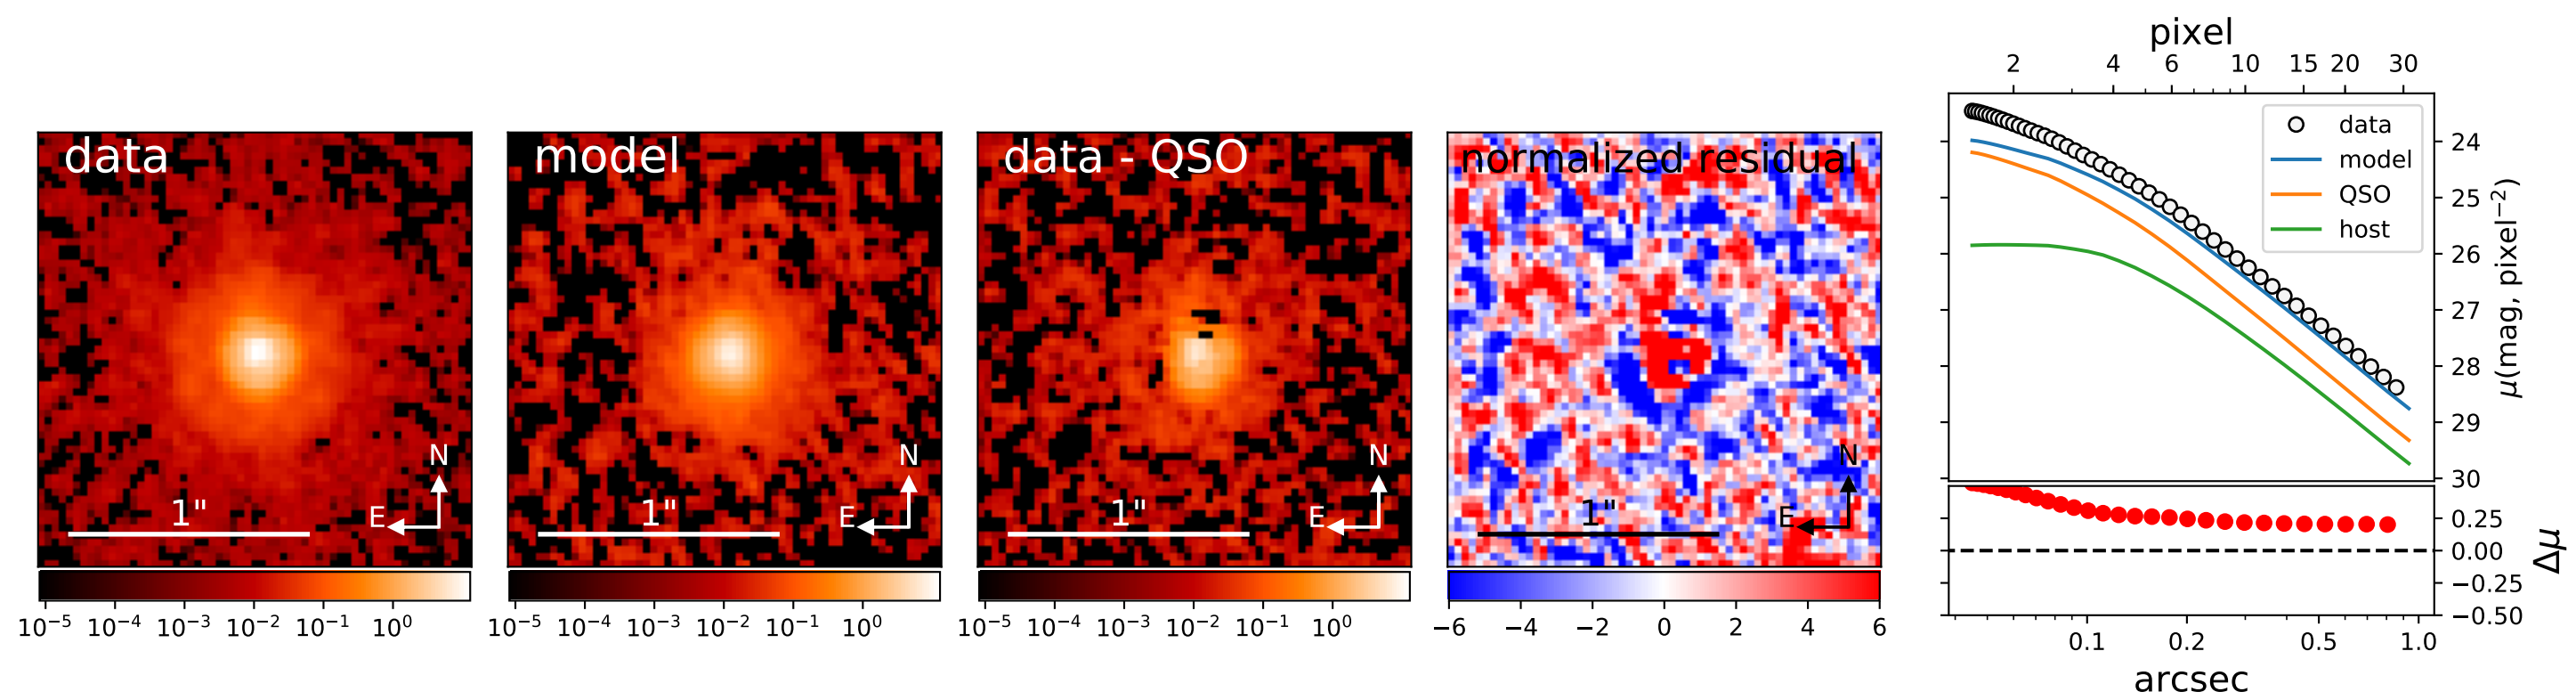 data
N
E
1"
10⁻⁵ 10⁻⁴ 10⁻³ 10⁻² 10⁻¹ 10⁰
model
N
E
1"
10⁻⁵ 10⁻⁴ 10⁻³ 10⁻² 10⁻¹ 10⁰
data - QSO
N
E
1"
10⁻⁵ 10⁻⁴ 10⁻³ 10⁻² 10⁻¹ 10⁰
normalized residual
N
E
1"
−6 −4 −2 0 2 4 6
pixel
2 4 6 10 15 20 30
data
model
QSO
host
24
25
26
27
28
29
30
μ(mag, pixel⁻²)
0.25
0.00
−0.25
−0.50
Δμ
0.1 0.2 0.5 1.0
arcsec